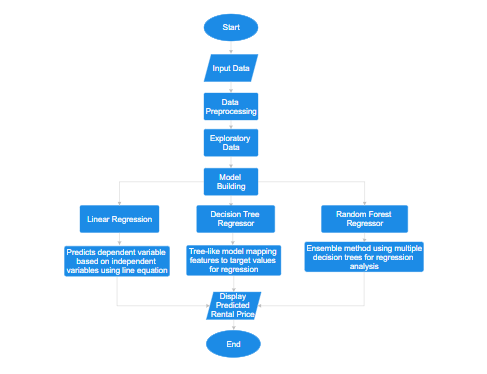 Start
Input Data
Data
Preprocessing
Exploratory
Data
Model
Building
Linear Regression
Decision Tree
Regressor
Random Forest
Regressor
Predicts dependent variable
based on independent
variables using line equation
Tree-like model mapping
features to target values
for regression
Ensemble method using multiple
decision trees for regression
analysis
Display
Predicted
Rental Price
End